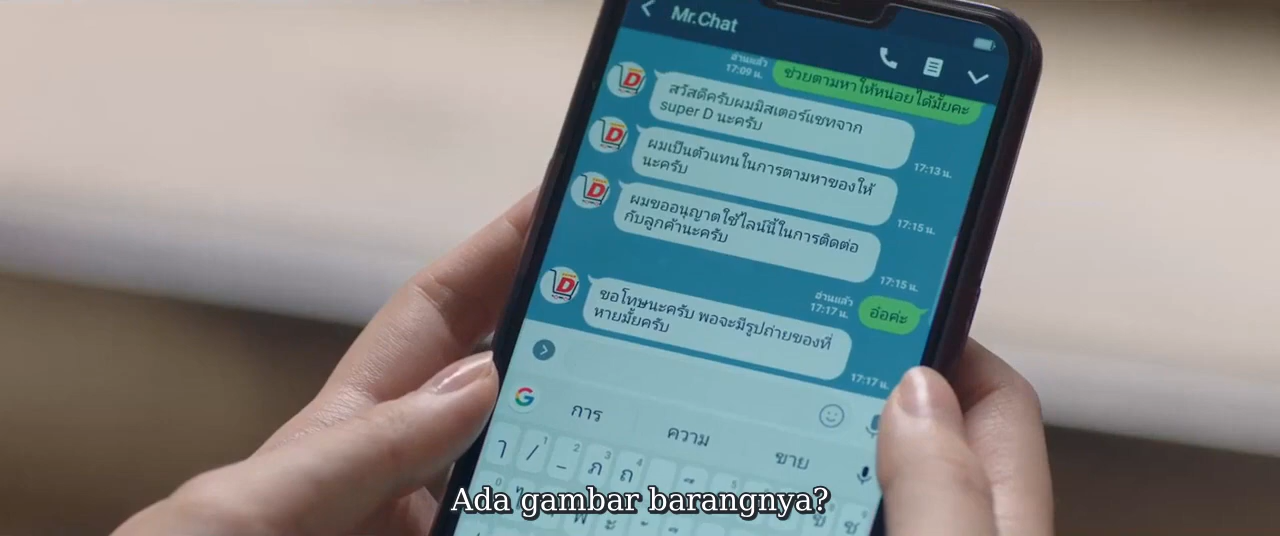 Mr.Chat
ช่วยตามหาให้หน่อยได้มั้ยคะ
อ่านแล้ว
17:09 น.
สวัสดีครับผมมิสเตอร์แชทจาก
super D นะครับ
17:13 น.
ผมเป็นตัวแทนในการตามหาของให้
นะครับ
17:15 น.
ผมขออนุญาตใช้ไลน์นี้ในการติดต่อ
กับลูกค้านะครับ
17:15 น.
อ่านแล้ว
17:17 น.
อ๋อค่ะ
ขอโทษนะครับ พอจะมีรูปถ่ายของที่
หายมั้ยครับ
17:17 น.
G
การ ความ ขาย
ๅ / _ ภ ถ
Ada gambar barangnya?